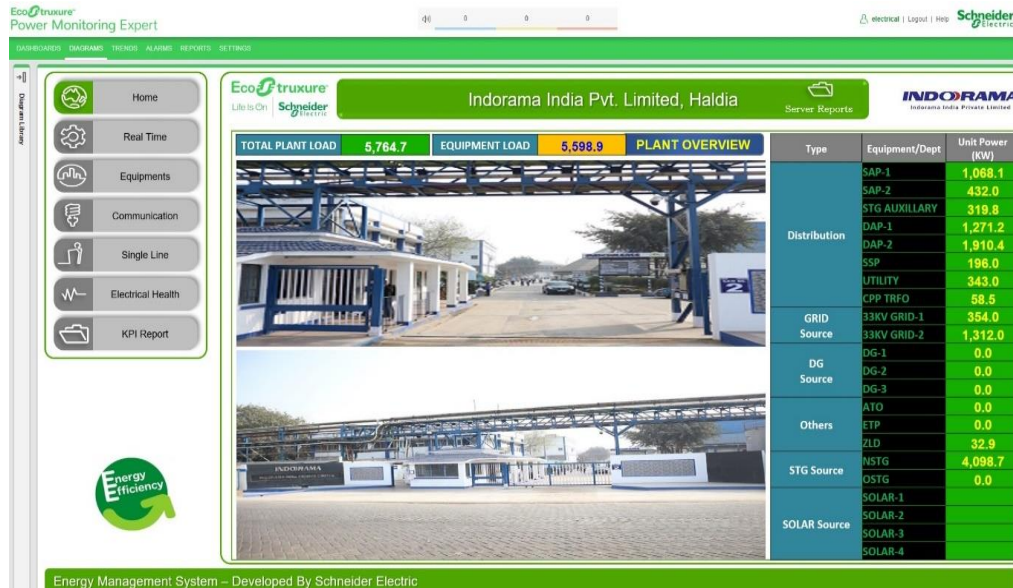 EcoStruxure
Power Monitoring Expert
0 0 0
electrical | Logout | Help
Schneider Electric
DASHBOARDS DIAGRAMS TRENDS ALARMS REPORTS SETTINGS
Diagram Library
Home
Real Time
Equipments
Communication
Single Line
Electrical Health
KPI Report
Energy Efficiency
EcoStruxure
Life Is On Schneider Electric
Indorama India Pvt. Limited, Haldia
Server Reports
INDORAMA
Indorama India Private Limited
TOTAL PLANT LOAD 5,764.7 EQUIPMENT LOAD 5,598.9 PLANT OVERVIEW
2
INDORAMA
Type Equipment/Dept Unit Power (KW)
Distribution
SAP-1 1,068.1
SAP-2 432.0
STG AUXILLARY 319.8
DAP-1 1,271.2
DAP-2 1,910.4
SSP 196.0
UTILITY 343.0
CPP TRFO 58.5
GRID Source
33KV GRID-1 354.0
33KV GRID-2 1,312.0
DG Source
DG-1 0.0
DG-2 0.0
DG-3 0.0
Others
ATO 0.0
ETP 0.0
ZLD 32.9
STG Source
NSTG 4,098.7
OSTG 0.0
SOLAR Source
SOLAR-1
SOLAR-2
SOLAR-3
SOLAR-4
Energy Management System – Developed By Schneider Electric